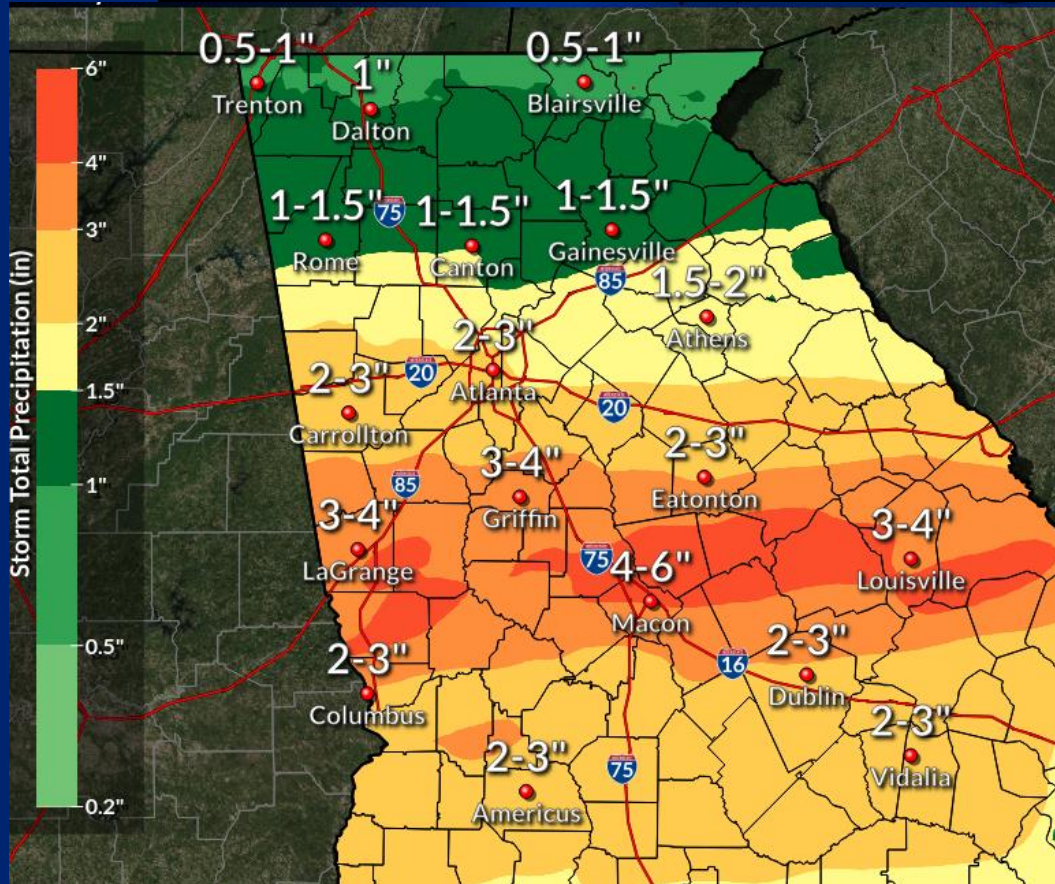 0.5-1"
Trenton
1"
Dalton
0.5-1"
Blairsville
1-1.5"
Rome
75
1-1.5"
Canton
1-1.5"
Gainesville
85
1.5-2"
Athens
2-3"
Atlanta
20
2-3"
Carrollton
20
85
3-4"
Griffin
2-3"
Eatonton
3-4"
LaGrange
75
4-6"
Macon
3-4"
Louisville
2-3"
Columbus
16
2-3"
Dublin
2-3"
Americus
75
2-3"
Vidalia
Storm Total Precipitation (in)
6"
4"
3"
2"
1.5"
1"
0.5"
0.2"